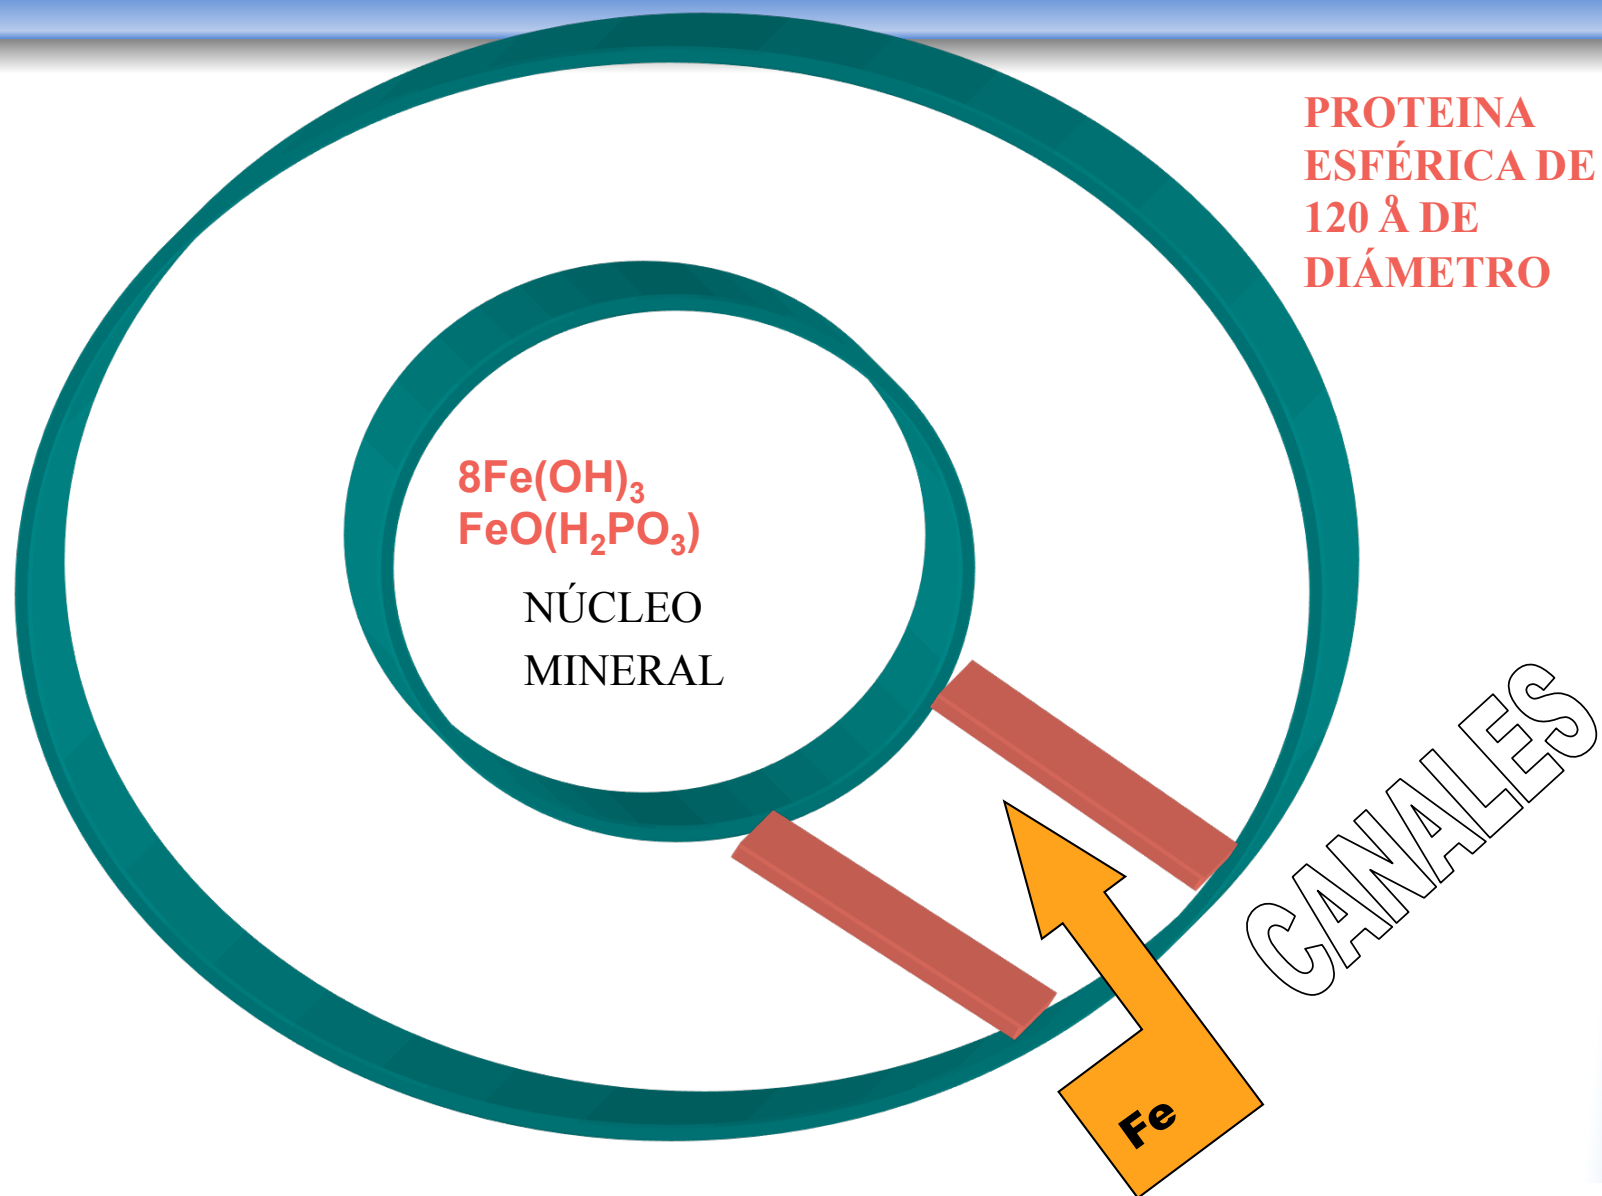 PROTEINA
ESFÉRICA DE
120 Å DE
DIÁMETRO
8Fe(OH)₃
FeO(H₂PO₃)
NÚCLEO
MINERAL
CANALES
Fe